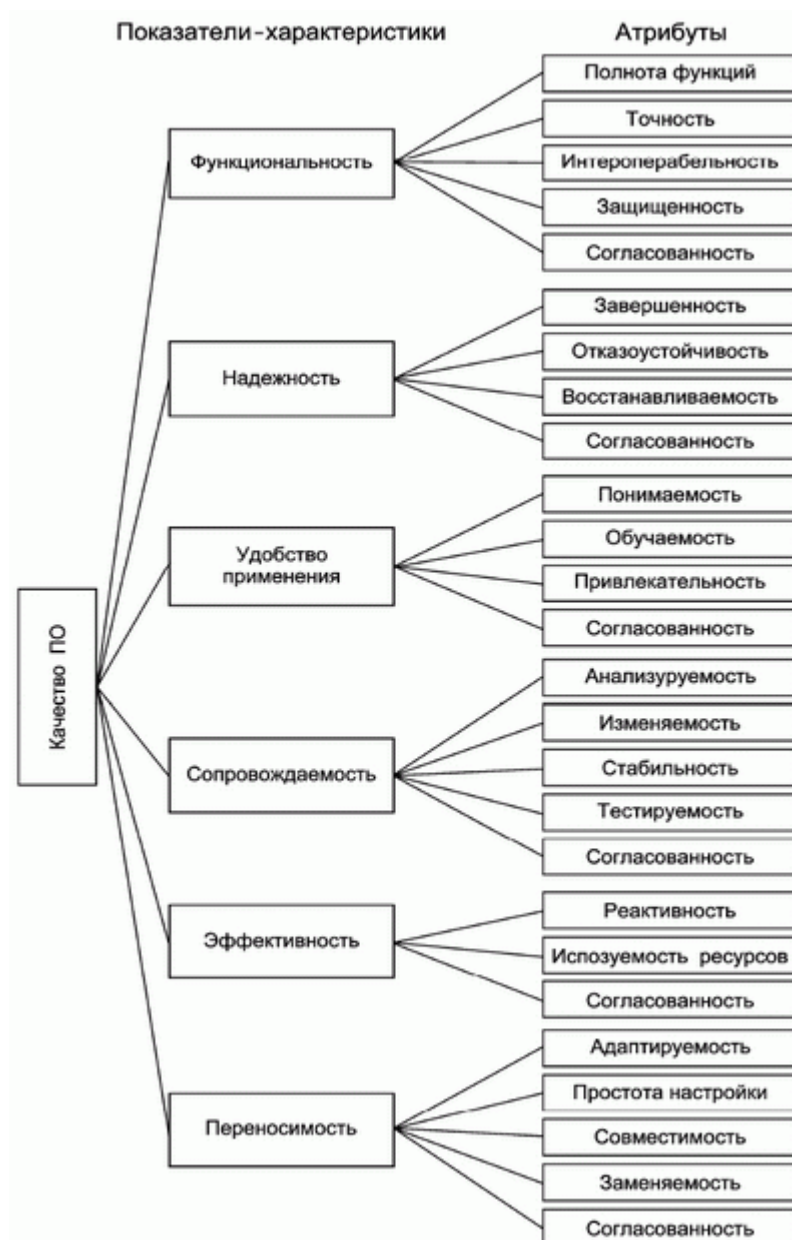 Показатели-характеристики
Атрибуты
Качество ПО
Функциональность
Полнота функций
Точность
Интероперабельность
Защищенность
Согласованность
Надежность
Завершенность
Отказоустойчивость
Восстанавливаемость
Согласованность
Удобство
применения
Понимаемость
Обучаемость
Привлекательность
Согласованность
Сопровождаемость
Анализуруемость
Изменяемость
Стабильность
Тестируемость
Согласованность
Эффективность
Реактивность
Испозуемость ресурсов
Согласованность
Переносимость
Адаптируемость
Простота настройки
Совместимость
Заменяемость
Согласованность